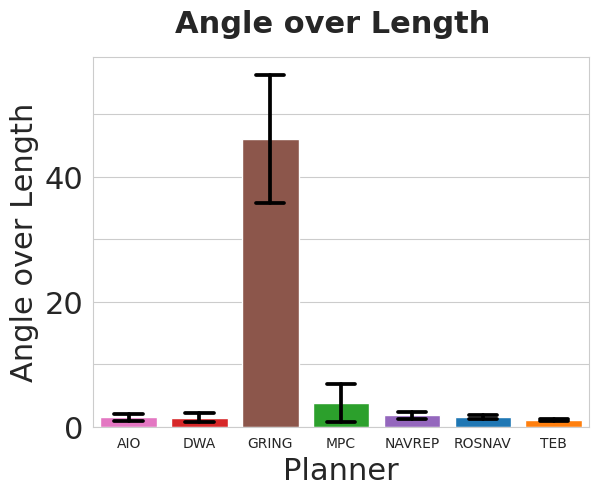 Angle over Length
Angle over Length
40
20
0
AIO DWA GRING MPC NAVREP ROSNAV TEB
Planner